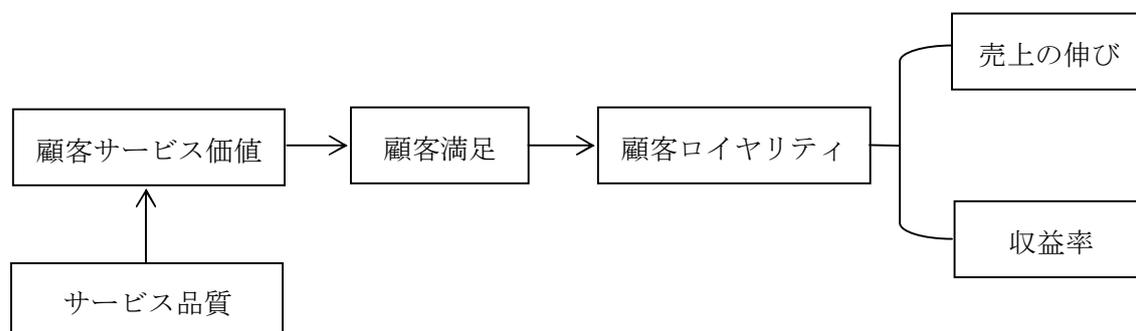 売上の伸び
顧客サービス価値
顧客満足
顧客ロイヤリティ
収益率
サービス品質